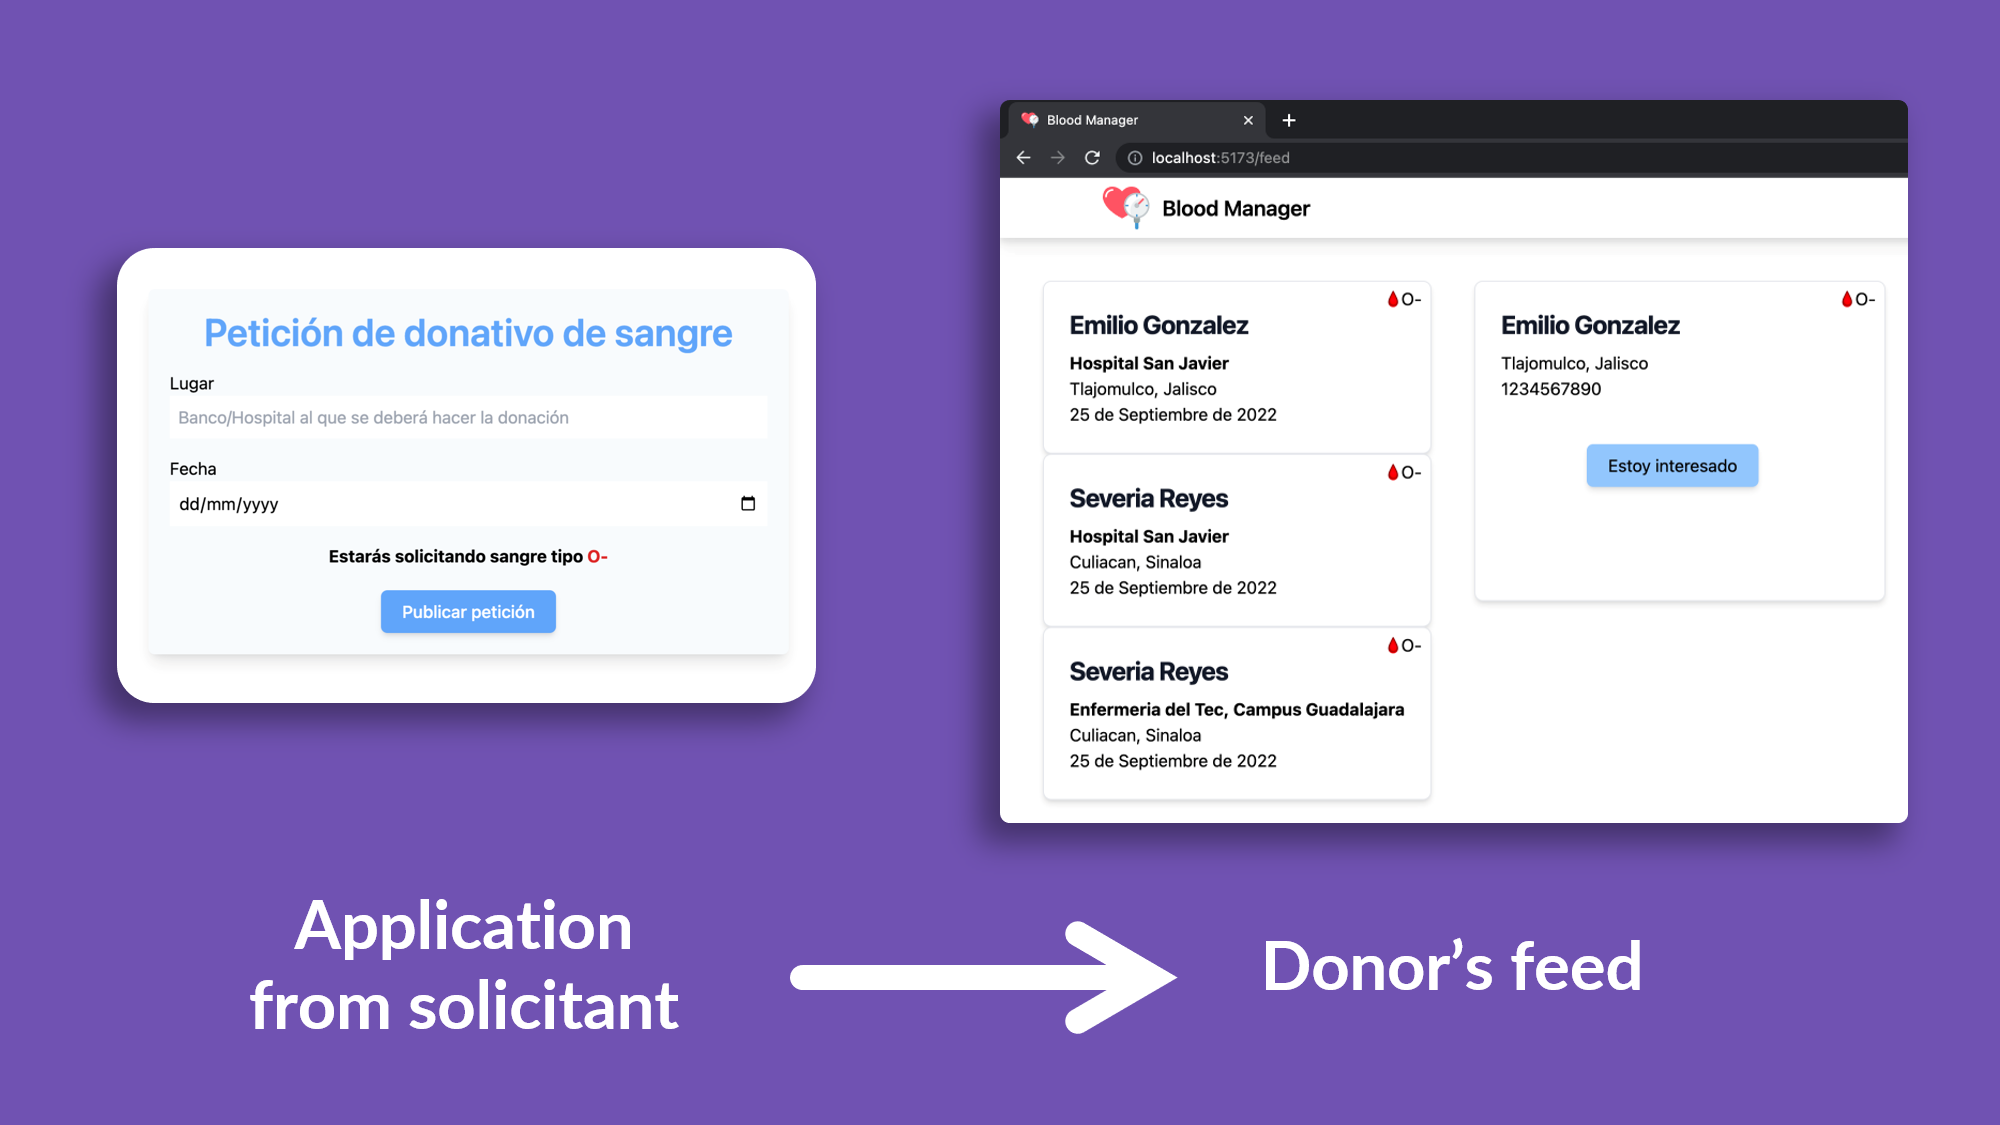 Petición de donativo de sangre
Lugar
Banco/Hospital al que se deberá hacer la donación
Fecha
dd/mm/yyyy
Estarás solicitando sangre tipo O-
Publicar petición
Application
from solicitant
Blood Manager
localhost:5173/feed
Blood Manager
O-
Emilio Gonzalez
Hospital San Javier
Tlajomulco, Jalisco
25 de Septiembre de 2022
O-
Severia Reyes
Hospital San Javier
Culiacan, Sinaloa
25 de Septiembre de 2022
O-
Severia Reyes
Enfermeria del Tec, Campus Guadalajara
Culiacan, Sinaloa
25 de Septiembre de 2022
O-
Emilio Gonzalez
Tlajomulco, Jalisco
1234567890
Estoy interesado
Donor’s feed